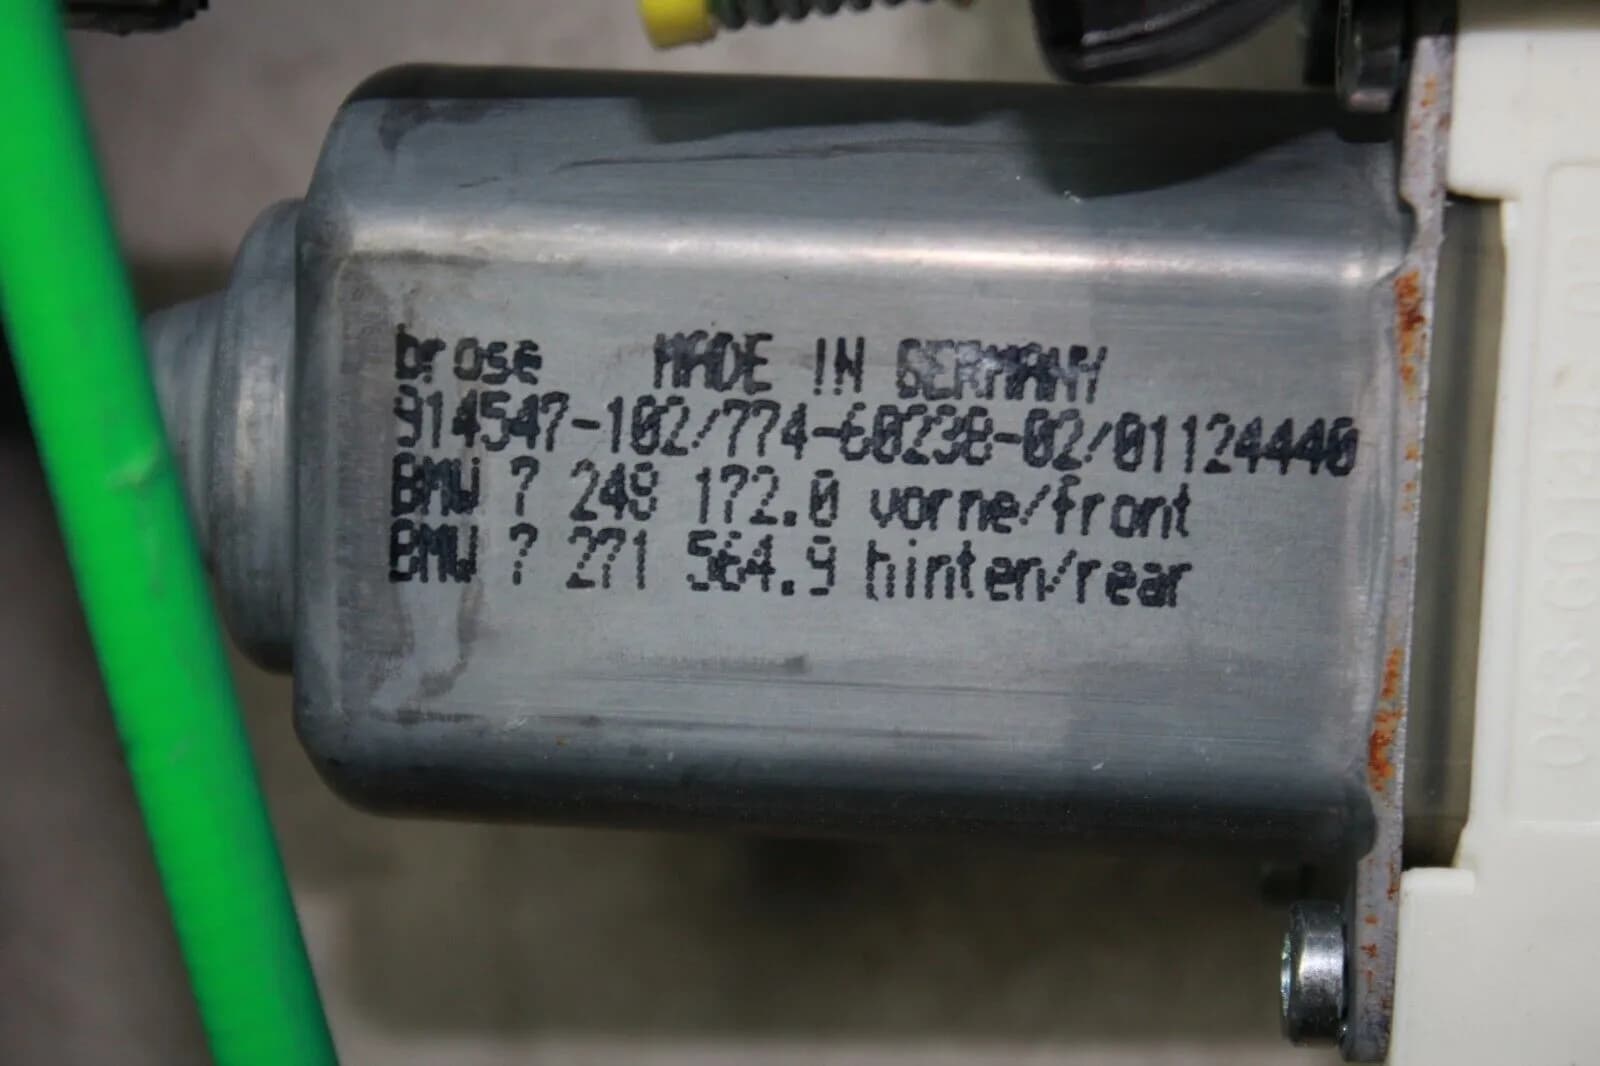 brose MADE IN GERMANY
914547-102/774-60238-02/01124440
BMW 7 248 172.0 vorne/front
BMW 7 271 564.9 hinten/rear